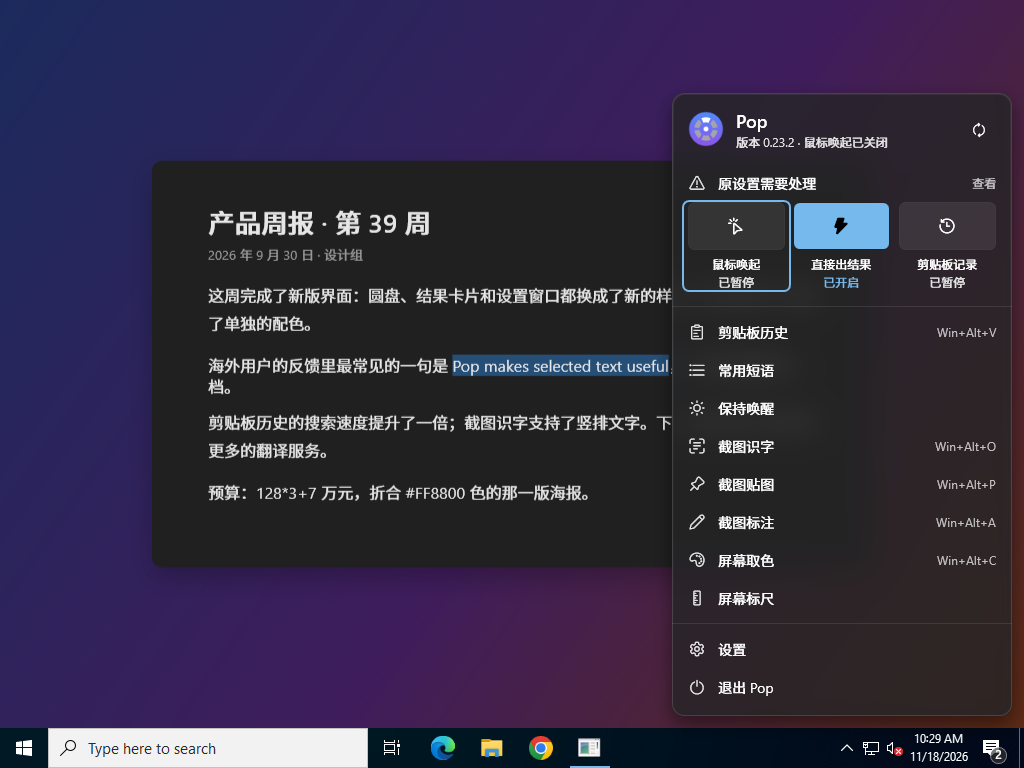 Pop
版本 0.23.2 · 鼠标唤起已关闭
原设置需要处理
查看
鼠标唤起
已暂停
直接出结果
已开启
剪贴板记录
已暂停
剪贴板历史
Win+Alt+V
常用短语
保持唤醒
截图识字
Win+Alt+O
截图贴图
Win+Alt+P
截图标注
Win+Alt+A
屏幕取色
Win+Alt+C
屏幕标尺
设置
退出 Pop
产品周报 · 第 39 周
2026 年 9 月 30 日 · 设计组
这周完成了新版界面：圆盘、结果卡片和设置窗口都换成了新的样
了单独的配色。
海外用户的反馈里最常见的一句是 Pop makes selected text useful
档。
剪贴板历史的搜索速度提升了一倍；截图识字支持了竖排文字。下
更多的翻译服务。
预算：128*3+7 万元，折合 #FF8800 色的那一版海报。
Type here to search
10:29 AM
11/18/2026
2